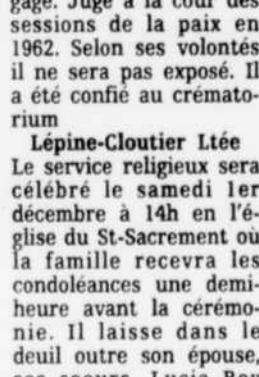 gage. Juge à la cour des
sessions de la paix en
1962. Selon ses volontés
il ne sera pas exposé. Il
a été confié au crémato-
rium
Lépine-Cloutier Ltée
Le service religieux sera
célébré le samedi 1er
décembre à 14h en l'é-
glise du St-Sacrement où
la famille recevra les
condoléances une demi-
heure avant la cérémo-
nie. Il laisse dans le
deuil outre son épouse,